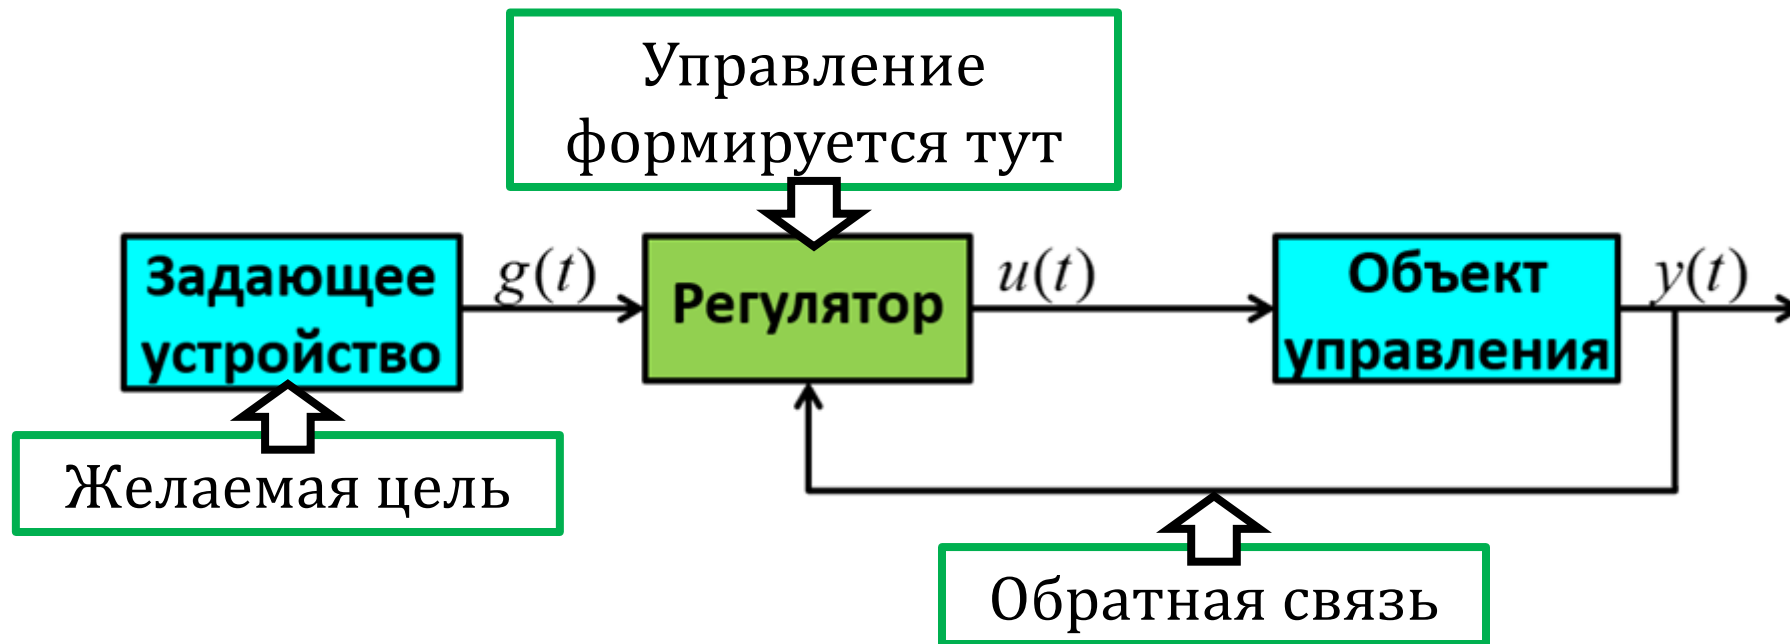 Управление
формируется тут
Задающее
устройство
g(t)
Регулятор
u(t)
Объект
управления
y(t)
Желаемая цель
Обратная связь